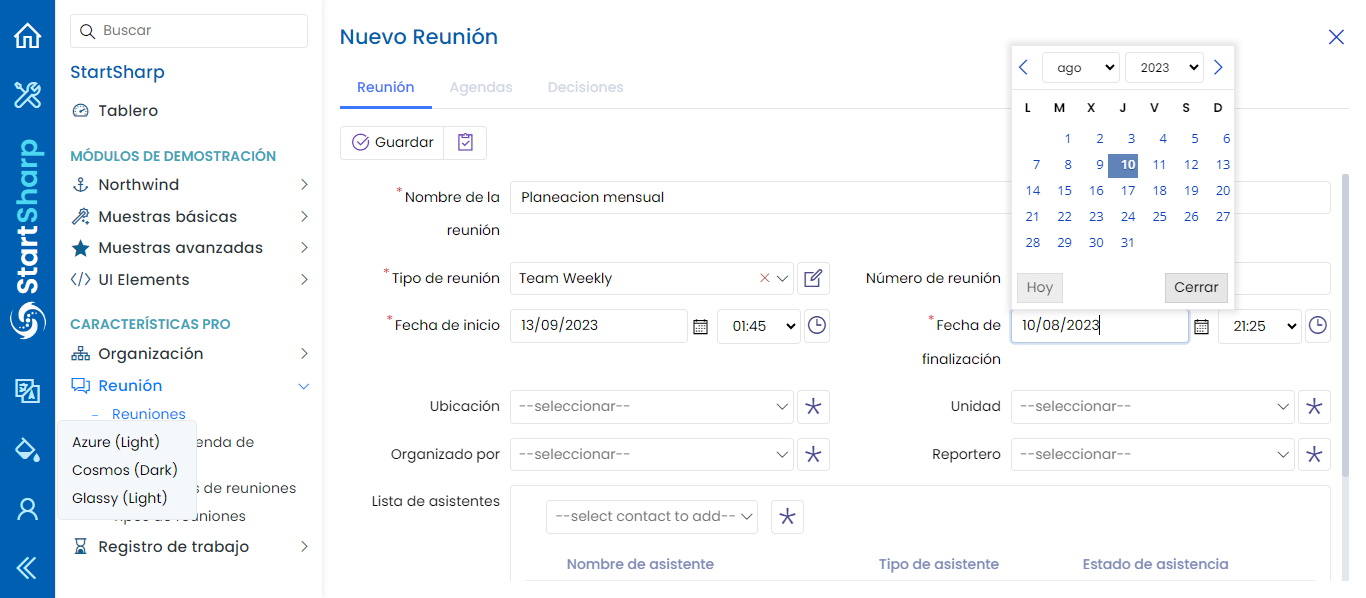 StartSharp
Buscar
StartSharp
Tablero
MÓDULOS DE DEMOSTRACIÓN
Northwind
Muestras básicas
Muestras avanzadas
UI Elements
CARACTERÍSTICAS PRO
Organización
Reunión
Reuniones
enda de
s de reuniones
reuniones
Registro de trabajo
Azure (Light)
Cosmos (Dark)
Glassy (Light)
Nuevo Reunión
Reunión Agendas Decisiones
Guardar
*Nombre de la reunión
Planeacion mensual
*Tipo de reunión Team Weekly
Número de reunión
*Fecha de inicio 13/09/2023 01:45
*Fecha de finalización
10/08/2023 21:25
Ubicación --seleccionar--
Unidad --seleccionar--
Organizado por --seleccionar--
Reportero --seleccionar--
Lista de asistentes
--select contact to add--
Nombre de asistente Tipo de asistente Estado de asistencia
ago 2023
L M X J V S D
1 2 3 4 5 6
7 8 9 10 11 12 13
14 15 16 17 18 19 20
21 22 23 24 25 26 27
28 29 30 31
Hoy Cerrar